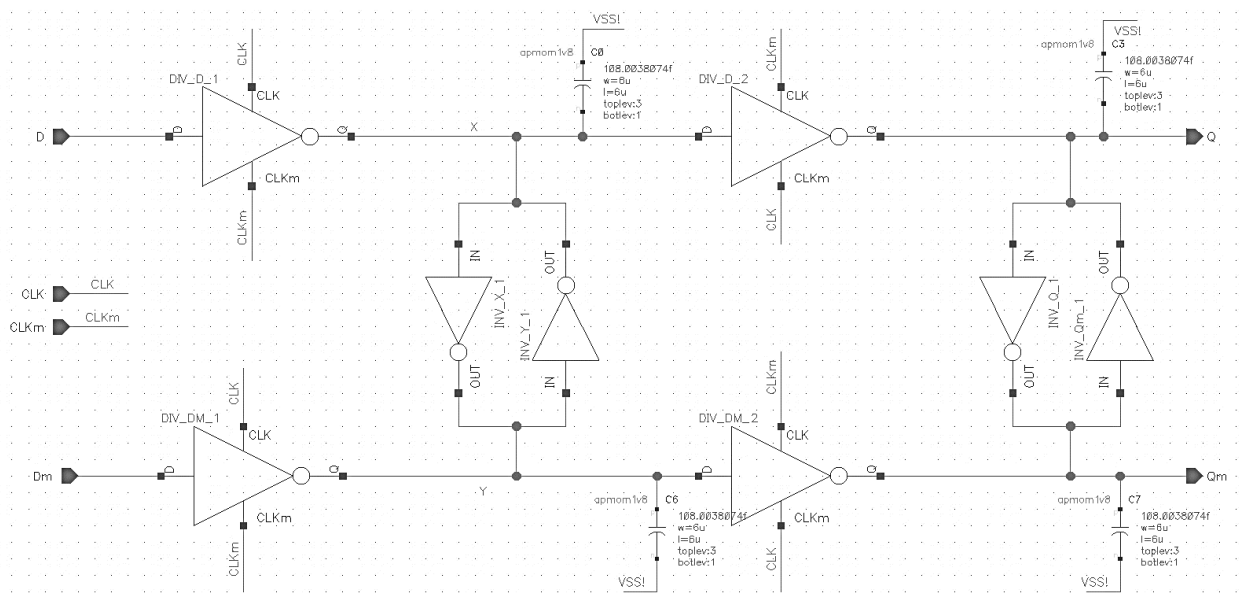 VSS!
VSS!
apmom1v8 C0
108.0038074f
w=6u
l=6u
toplev:3
botlev:1
apmom1v8 C3
108.0038074f
w=6u
l=6u
toplev:3
botlev:1
CLK
CLKm
DIV_D_1
CLK
DIV_D_2
CLK
D
D
Q
X
D
Q
Q
CLKm
CLKm
CLKm
CLK
IN
OUT
IN
OUT
CLK
CLK
CLKm
CLKm
INV_X_1
INV_Y_1
INV_Q_1
INV_Qm_1
OUT
IN
OUT
IN
CLK
CLKm
DIV_DM_1
CLK
DIV_DM_2
CLK
Dm
D
Q
Y
D
Q
Qm
CLKm
CLKm
CLKm
CLK
apmom1v8 C6
108.0038074f
w=6u
l=6u
toplev:3
botlev:1
VSS!
apmom1v8 C7
108.0038074f
w=6u
l=6u
toplev:3
botlev:1
VSS!